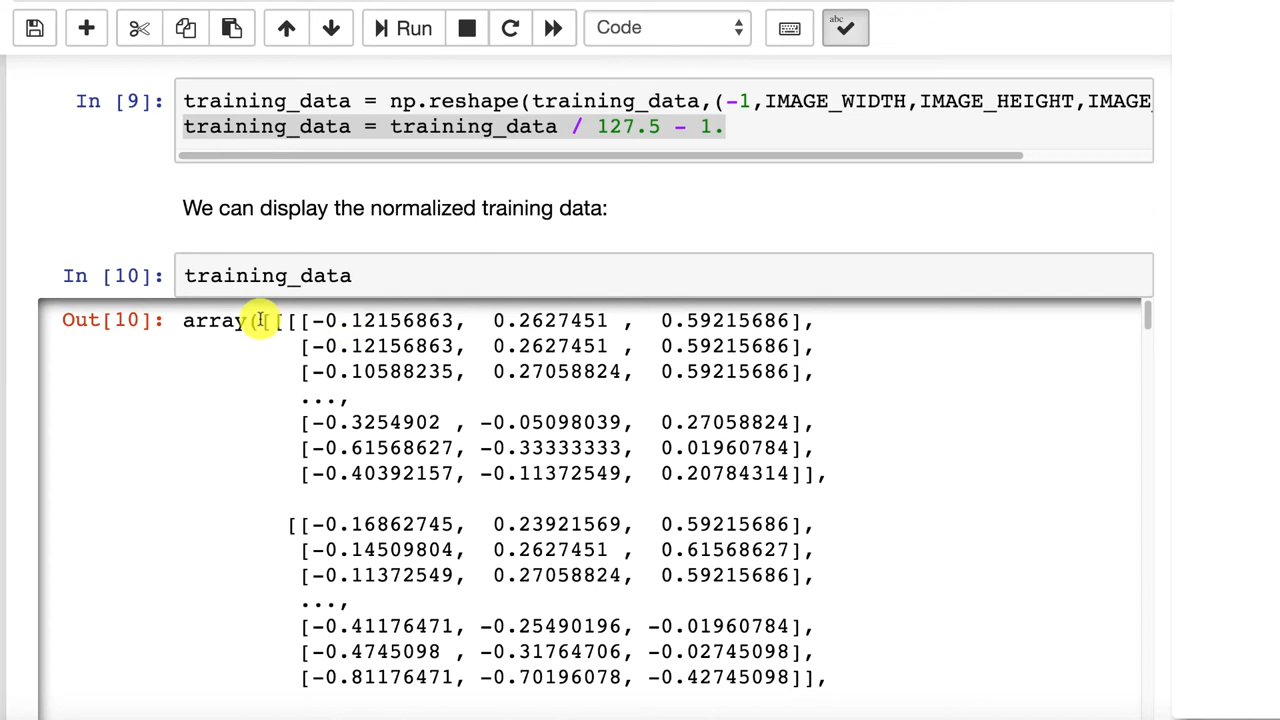 Run
Code
abc
In [9]:
training_data = np.reshape(training_data,(-1,IMAGE_WIDTH,IMAGE_HEIGHT,IMAGE_
training_data = training_data / 127.5 - 1.
We can display the normalized training data:
In [10]:
training_data
Out[10]:
array([[[[-0.12156863,  0.2627451 ,  0.59215686],
[-0.12156863,  0.2627451 ,  0.59215686],
[-0.10588235,  0.27058824,  0.59215686],
...,
[-0.3254902 , -0.05098039,  0.27058824],
[-0.61568627, -0.33333333,  0.01960784],
[-0.40392157, -0.11372549,  0.20784314]],
[[-0.16862745,  0.23921569,  0.59215686],
[-0.14509804,  0.2627451 ,  0.61568627],
[-0.11372549,  0.27058824,  0.59215686],
...,
[-0.41176471, -0.25490196, -0.01960784],
[-0.4745098 , -0.31764706, -0.02745098],
[-0.81176471, -0.70196078, -0.42745098]],